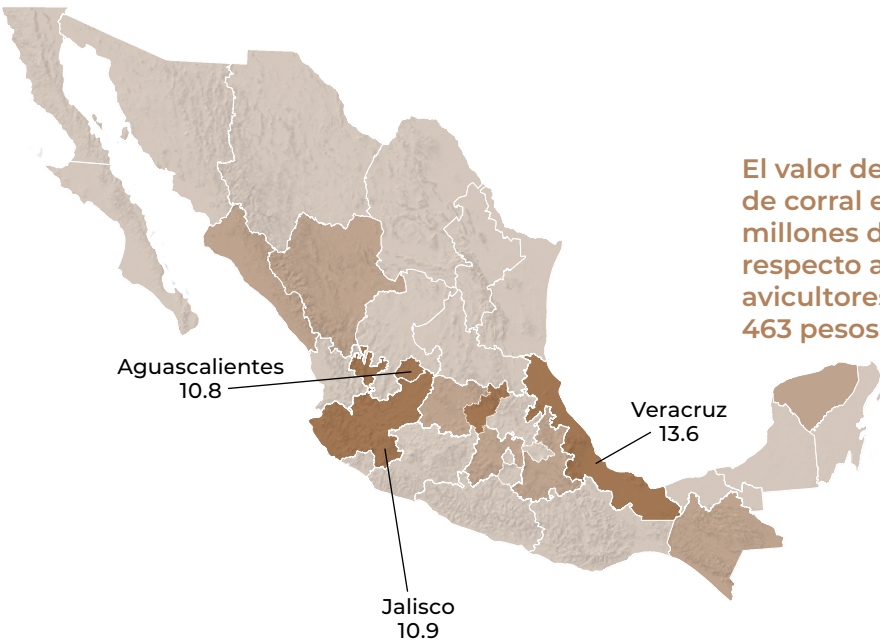 El valor de
de corral e
millones d
respecto a
avicultores
463 pesos
Aguascalientes
10.8
Veracruz
13.6
Jalisco
10.9